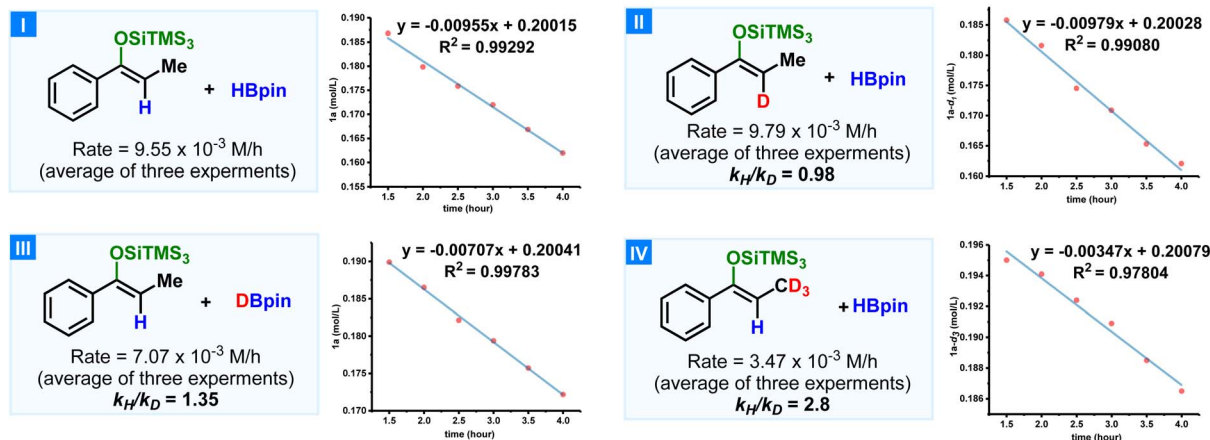 I
OSiTMS3
Me
H
+ HBpin
Rate = 9.55 x 10-3 M/h
(average of three experments)
y = -0.00955x + 0.20015
R2 = 0.99292
1a (mol/L)
0.190
0.185
0.180
0.175
0.170
0.165
0.160
0.155
1.5 2.0 2.5 3.0 3.5 4.0
time (hour)
II
OSiTMS3
Me
D
+ HBpin
Rate = 9.79 x 10-3 M/h
(average of three experments)
kH/kD = 0.98
y = -0.00979x + 0.20028
R2 = 0.99080
1a-d, (mol/L)
0.185
0.180
0.175
0.170
0.165
0.160
1.5 2.0 2.5 3.0 3.5 4.0
time (hour)
III
OSiTMS3
Me
H
+ DBpin
Rate = 7.07 x 10-3 M/h
(average of three experments)
kH/kD = 1.35
y = -0.00707x + 0.20041
R2 = 0.99783
1a (mol/L)
0.190
0.185
0.180
0.175
0.170
1.5 2.0 2.5 3.0 3.5 4.0
time (hour)
IV
OSiTMS3
CD3
H
+HBpin
Rate = 3.47 x 10-3 M/h
(average of three experments)
kH/kD = 2.8
y = -0.00347x + 0.20079
R2 = 0.97804
1a-d3 (mol/L)
0.196
0.194
0.192
0.190
0.188
0.186
1.5 2.0 2.5 3.0 3.5 4.0
time (hour)